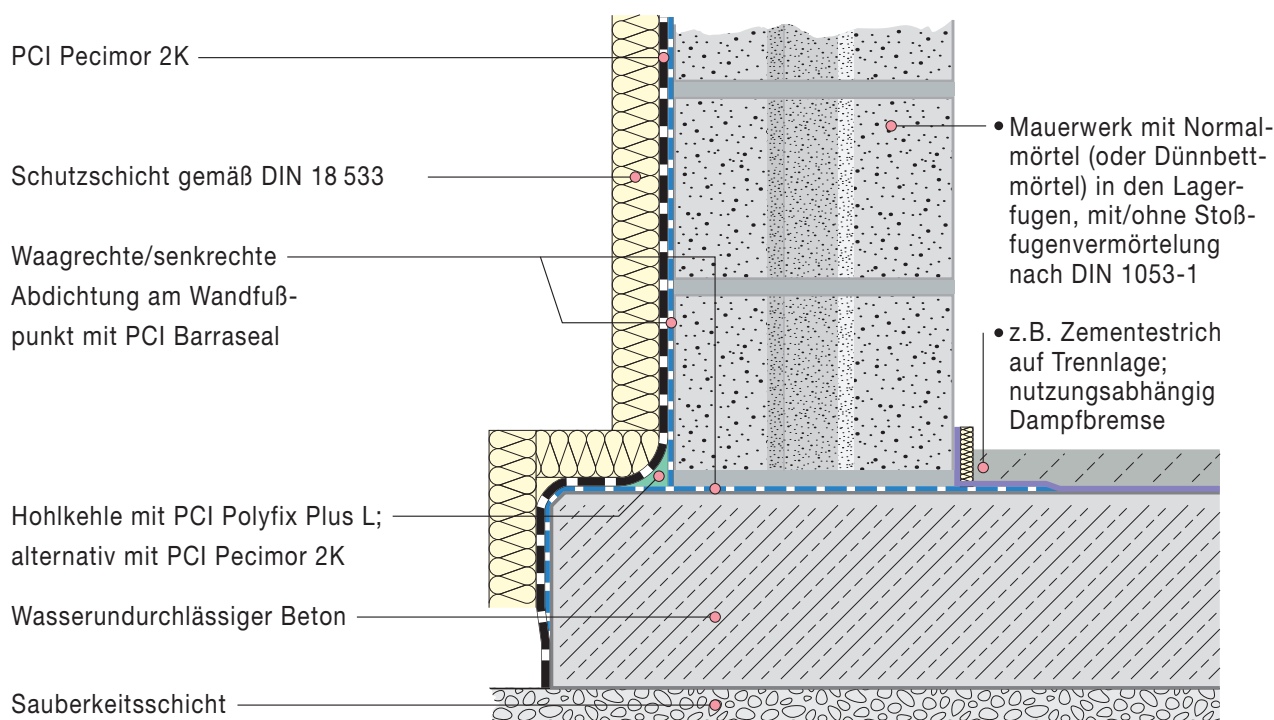 PCI Pecimor 2K
Schutzschicht gemäß DIN 18 533
Waagrechte/senkrechte
Abdichtung am Wandfuß-
punkt mit PCI Barraseal
Hohlkehle mit PCI Polyfix Plus L;
alternativ mit PCI Pecimor 2K
Wasserundurchlässiger Beton
Sauberkeitsschicht
• Mauerwerk mit Normal-
mörtel (oder Dünnbett-
mörtel) in den Lager-
fugen, mit/ohne Stoß-
fugenvermörtelung
nach DIN 1053-1
• z.B. Zementestrich
auf Trennlage;
nutzungsabhängig
Dampfbremse